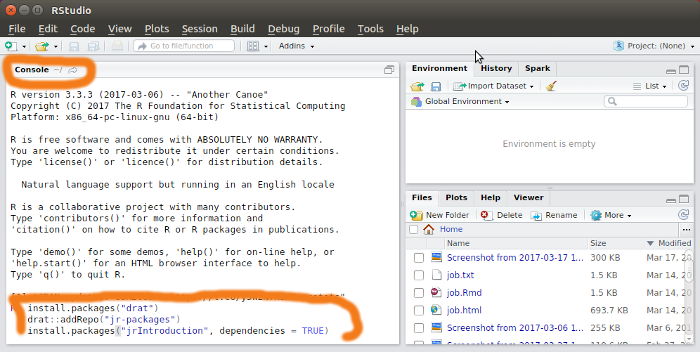 RStudio
File Edit Code View Plots Session Build Debug Profile Tools Help
Go to file/function Addins Project: (None)
Console ~/
R version 3.3.3 (2017-03-06) -- "Another Canoe"
Copyright (C) 2017 The R Foundation for Statistical Computing
Platform: x86_64-pc-linux-gnu (64-bit)
R is free software and comes with ABSOLUTELY NO WARRANTY.
You are welcome to redistribute it under certain conditions.
Type 'license()' or 'licence()' for distribution details.
Natural language support but running in an English locale
R is a collaborative project with many contributors.
Type 'contributors()' for more information and
'citation()' on how to cite R or R packages in publications.
Type 'demo()' for some demos, 'help()' for on-line help, or
'help.start()' for an HTML browser interface to help.
Type 'q()' to quit R.
install.packages("drat")
drat::addRepo("jr-packages")
install.packages("jrIntroduction", dependencies = TRUE)
Environment History Spark
Import Dataset List
Global Environment
Environment is empty
Files Plots Help Viewer
New Folder Delete Rename More
Home
Name Size Modified
Screenshot from 2017-03-17 1... 300 KB Mar 17, 20
job.txt 1.5 KB Mar 14, 20
job.Rmd 1.5 KB Mar 14, 20
job.html 693.7 KB Mar 14, 20
Screenshot from 2017-03-06 1... 255 KB Mar 6, 201